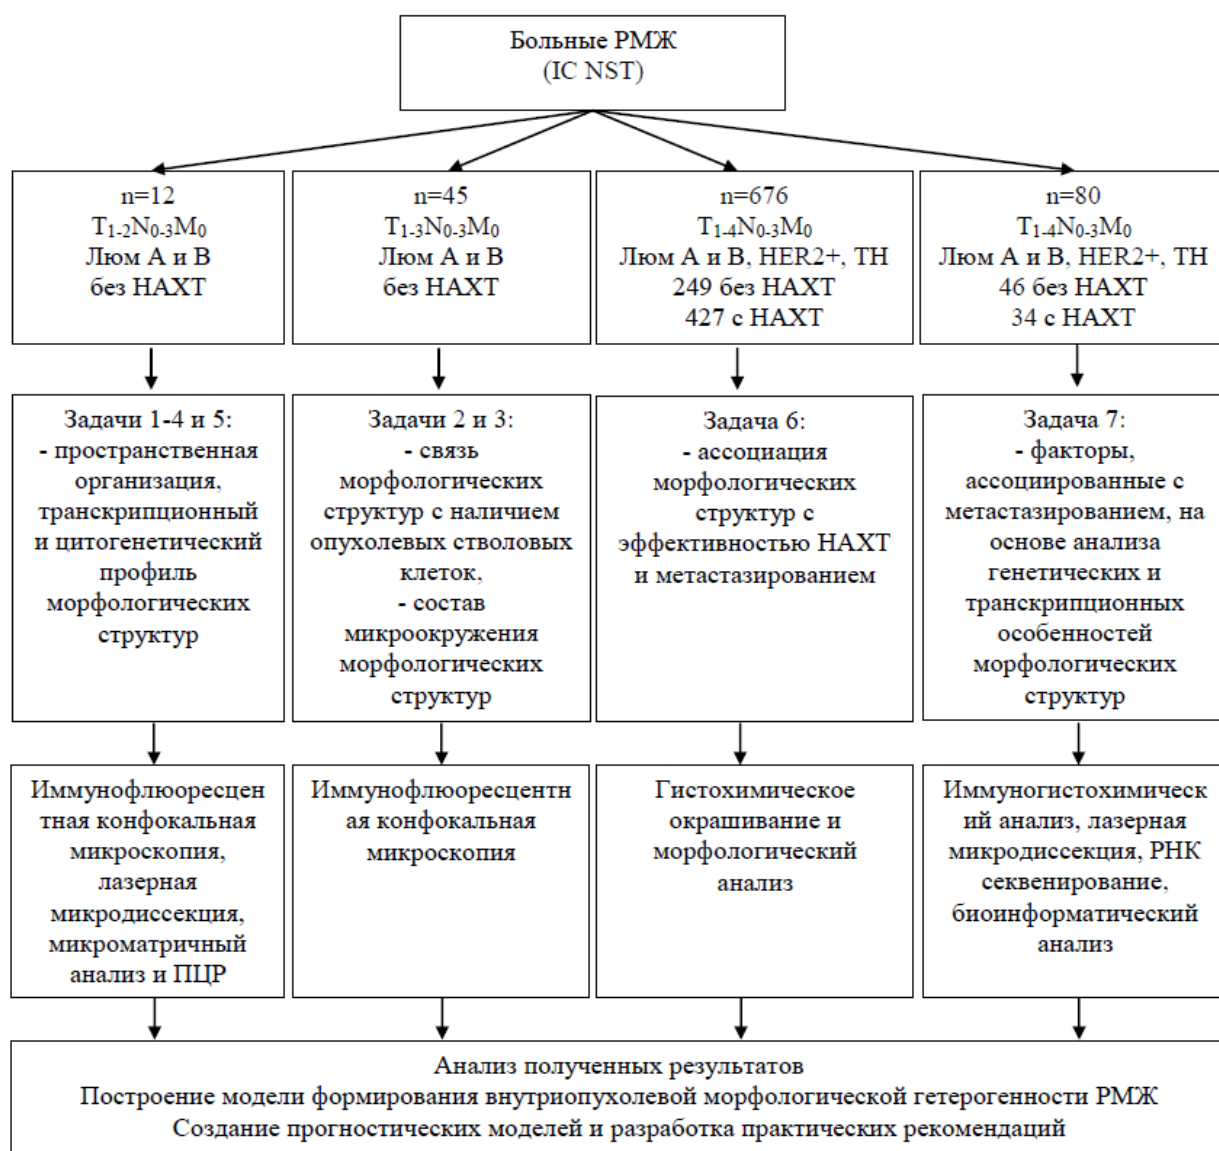 Больные РМЖ
(IC NST)
n=12
T1-2N0-3M0
Люм А и В
без НАХТ
n=45
T1-3N0-3M0
Люм А и В
без НАХТ
n=676
T1-4N0-3M0
Люм А и В, HER2+, ТН
249 без НАХТ
427 с НАХТ
n=80
T1-4N0-3M0
Люм А и В, HER2+, ТН
46 без НАХТ
34 с НАХТ
Задачи 1-4 и 5:
- пространственная
организация,
транскрипционный
и цитогенетический
профиль
морфологических
структур
Задачи 2 и 3:
- связь
морфологических
структур с наличием
опухолевых стволовых
клеток,
- состав
микроокружения
морфологических
структур
Задача 6:
- ассоциация
морфологических
структур с
эффективностью НАХТ
и метастазированием
Задача 7:
- факторы,
ассоциированные с
метастазированием, на
основе анализа
генетических и
транскрипционных
особенностей
морфологических
структур
Иммунофлюоресцен
тная конфокальная
микроскопия,
лазерная
микродиссекция,
микроматричный
анализ и ПЦР
Иммунофлюоресцентн
ая конфокальная
микроскопия
Гистохимическое
окрашивание и
морфологический
анализ
Иммуногистохимическ
ий анализ, лазерная
микродиссекция, РНК
секвенирование,
биоинформатический
анализ
Анализ полученных результатов
Построение модели формирования внутриопухолевой морфологической гетерогенности РМЖ
Создание прогностических моделей и разработка практических рекомендаций